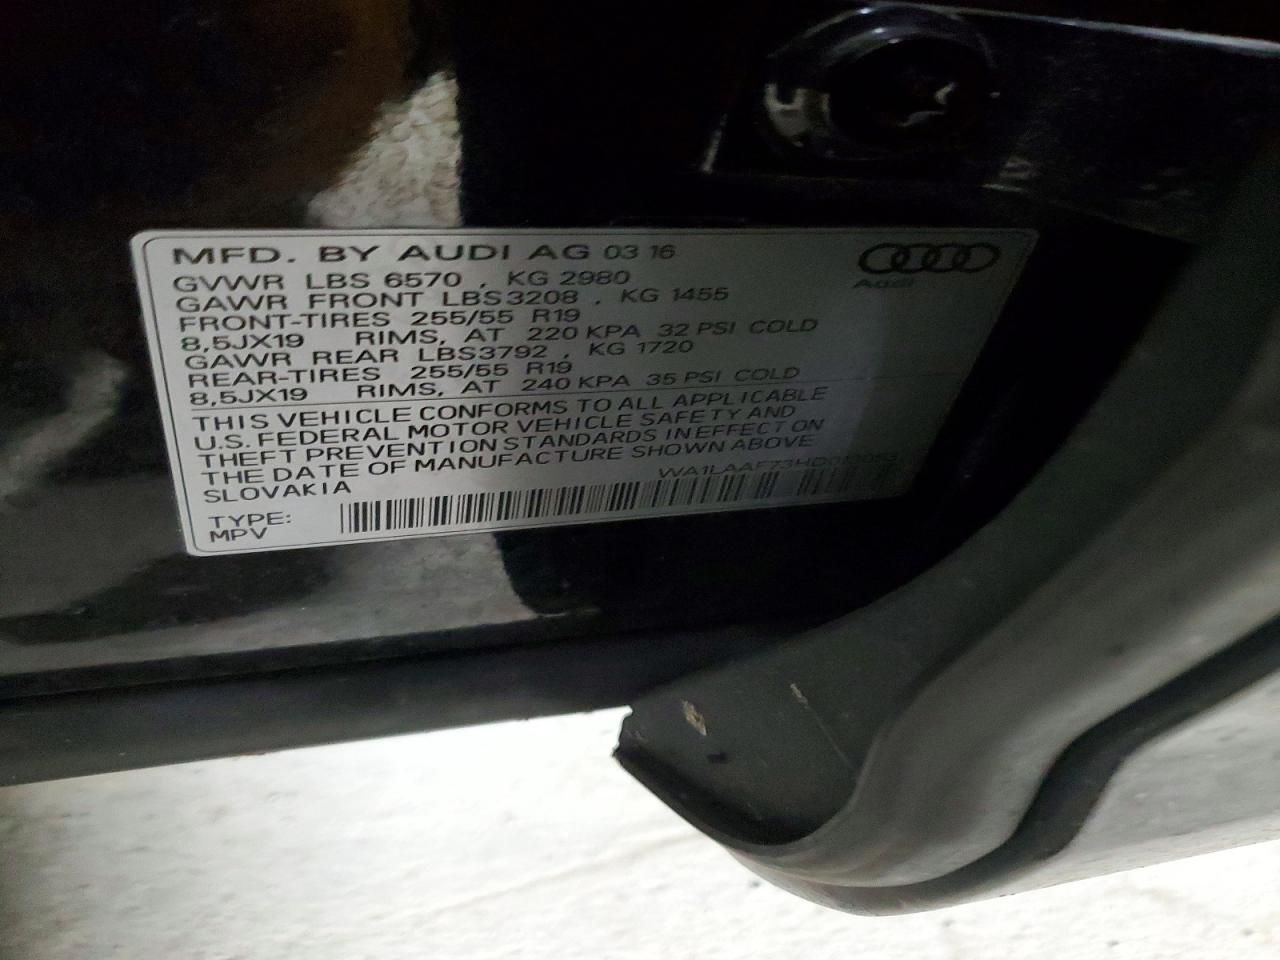 MFD. BY AUDI AG 03 16
GVWR LBS 6570 , KG 2980
GAWR FRONT LBS3208 , KG 1455
FRONT-TIRES 255/55 R19
8,5JX19 RIMS, AT 220 KPA 32 PSI COLD
GAWR REAR LBS3792 , KG 1720
REAR-TIRES 255/55 R19
8,5JX19 RIMS, AT 240 KPA 35 PSI COLD
THIS VEHICLE CONFORMS TO ALL APPLICABLE
U.S. FEDERAL MOTOR VEHICLE SAFETY AND
THEFT PREVENTION STANDARDS IN EFFECT ON
THE DATE OF MANUFACTURE SHOWN ABOVE
SLOVAKIA
TYPE:
MPV
Audi